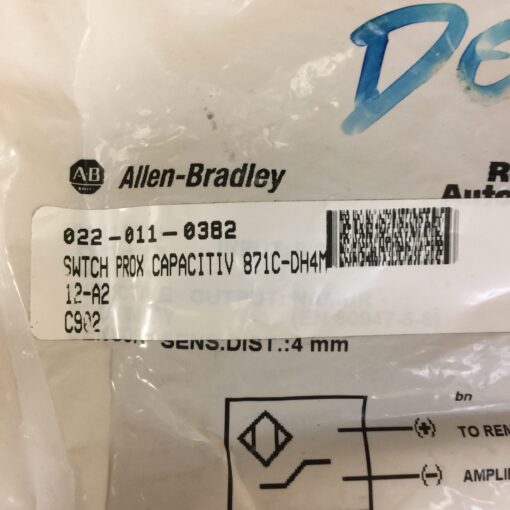 DE
AB Allen-Bradley
R
Auto
022-011-0382
SWTCH PROX CAPACITIV 871C-DH4M
12-A2
C902
SENS.DIST.:4 mm
bn
(+) TO REM
(-) AMPLI